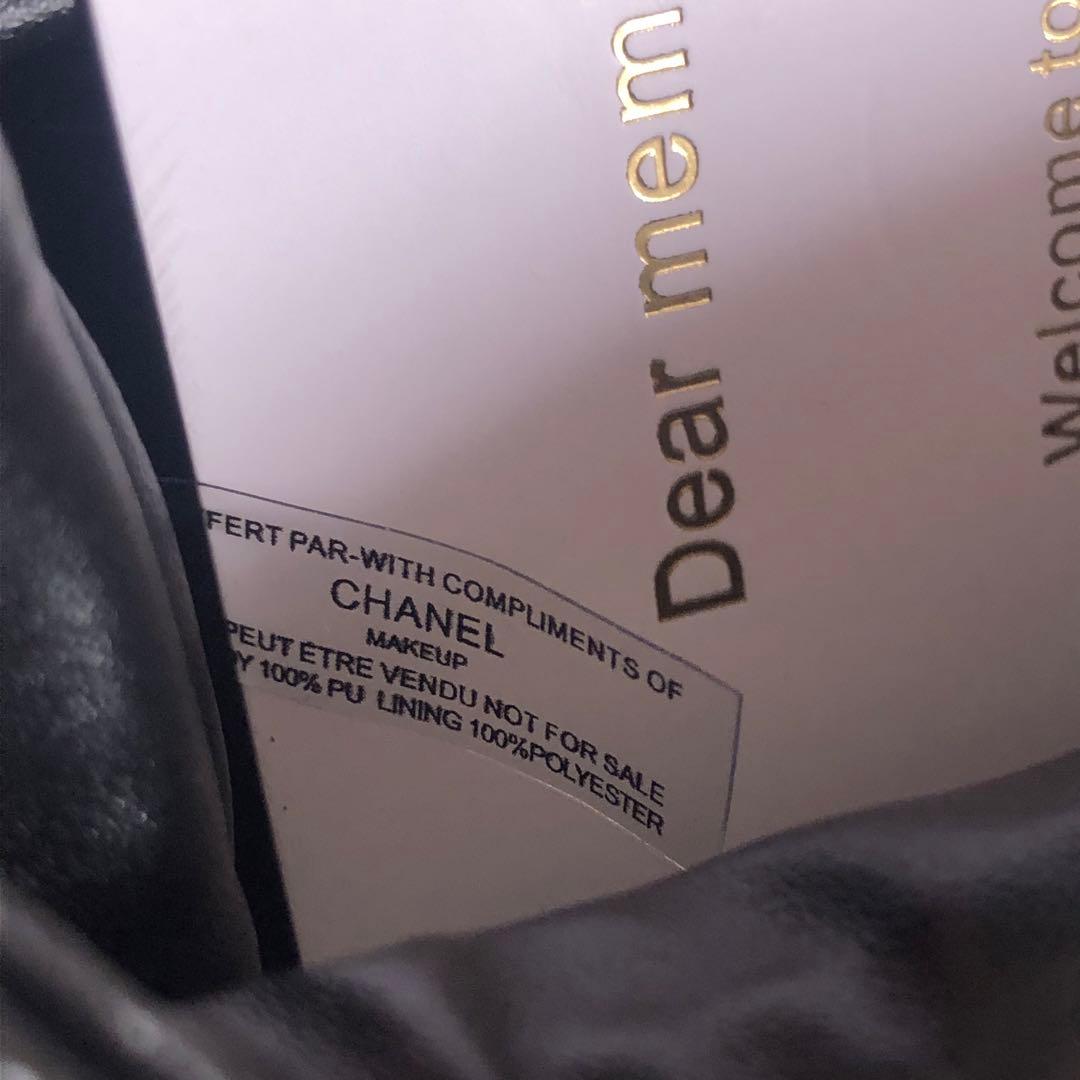 Dear mem
Welcome to
FERT PAR-WITH COMPLIMENTS OF
CHANEL
MAKEUP
PEUT ETRE VENDU NOT FOR SALE
Y 100% PU LINING 100%POLYESTER